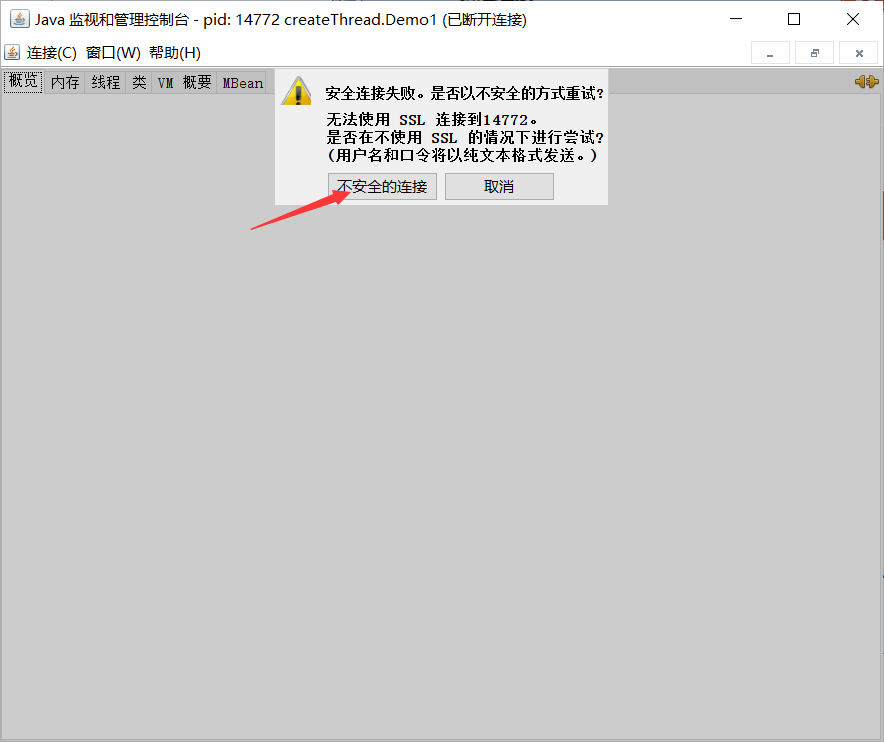 Java 监视和管理控制台 - pid: 14772 createThread.Demo1 (已断开连接)
连接(C) 窗口(W) 帮助(H)
概览 内存 线程 类 VM 概要 MBean
安全连接失败。是否以不安全的方式重试?
无法使用 SSL 连接到14772。
是否在不使用 SSL 的情况下进行尝试?
(用户名和口令将以纯文本格式发送。)
不安全的连接 取消